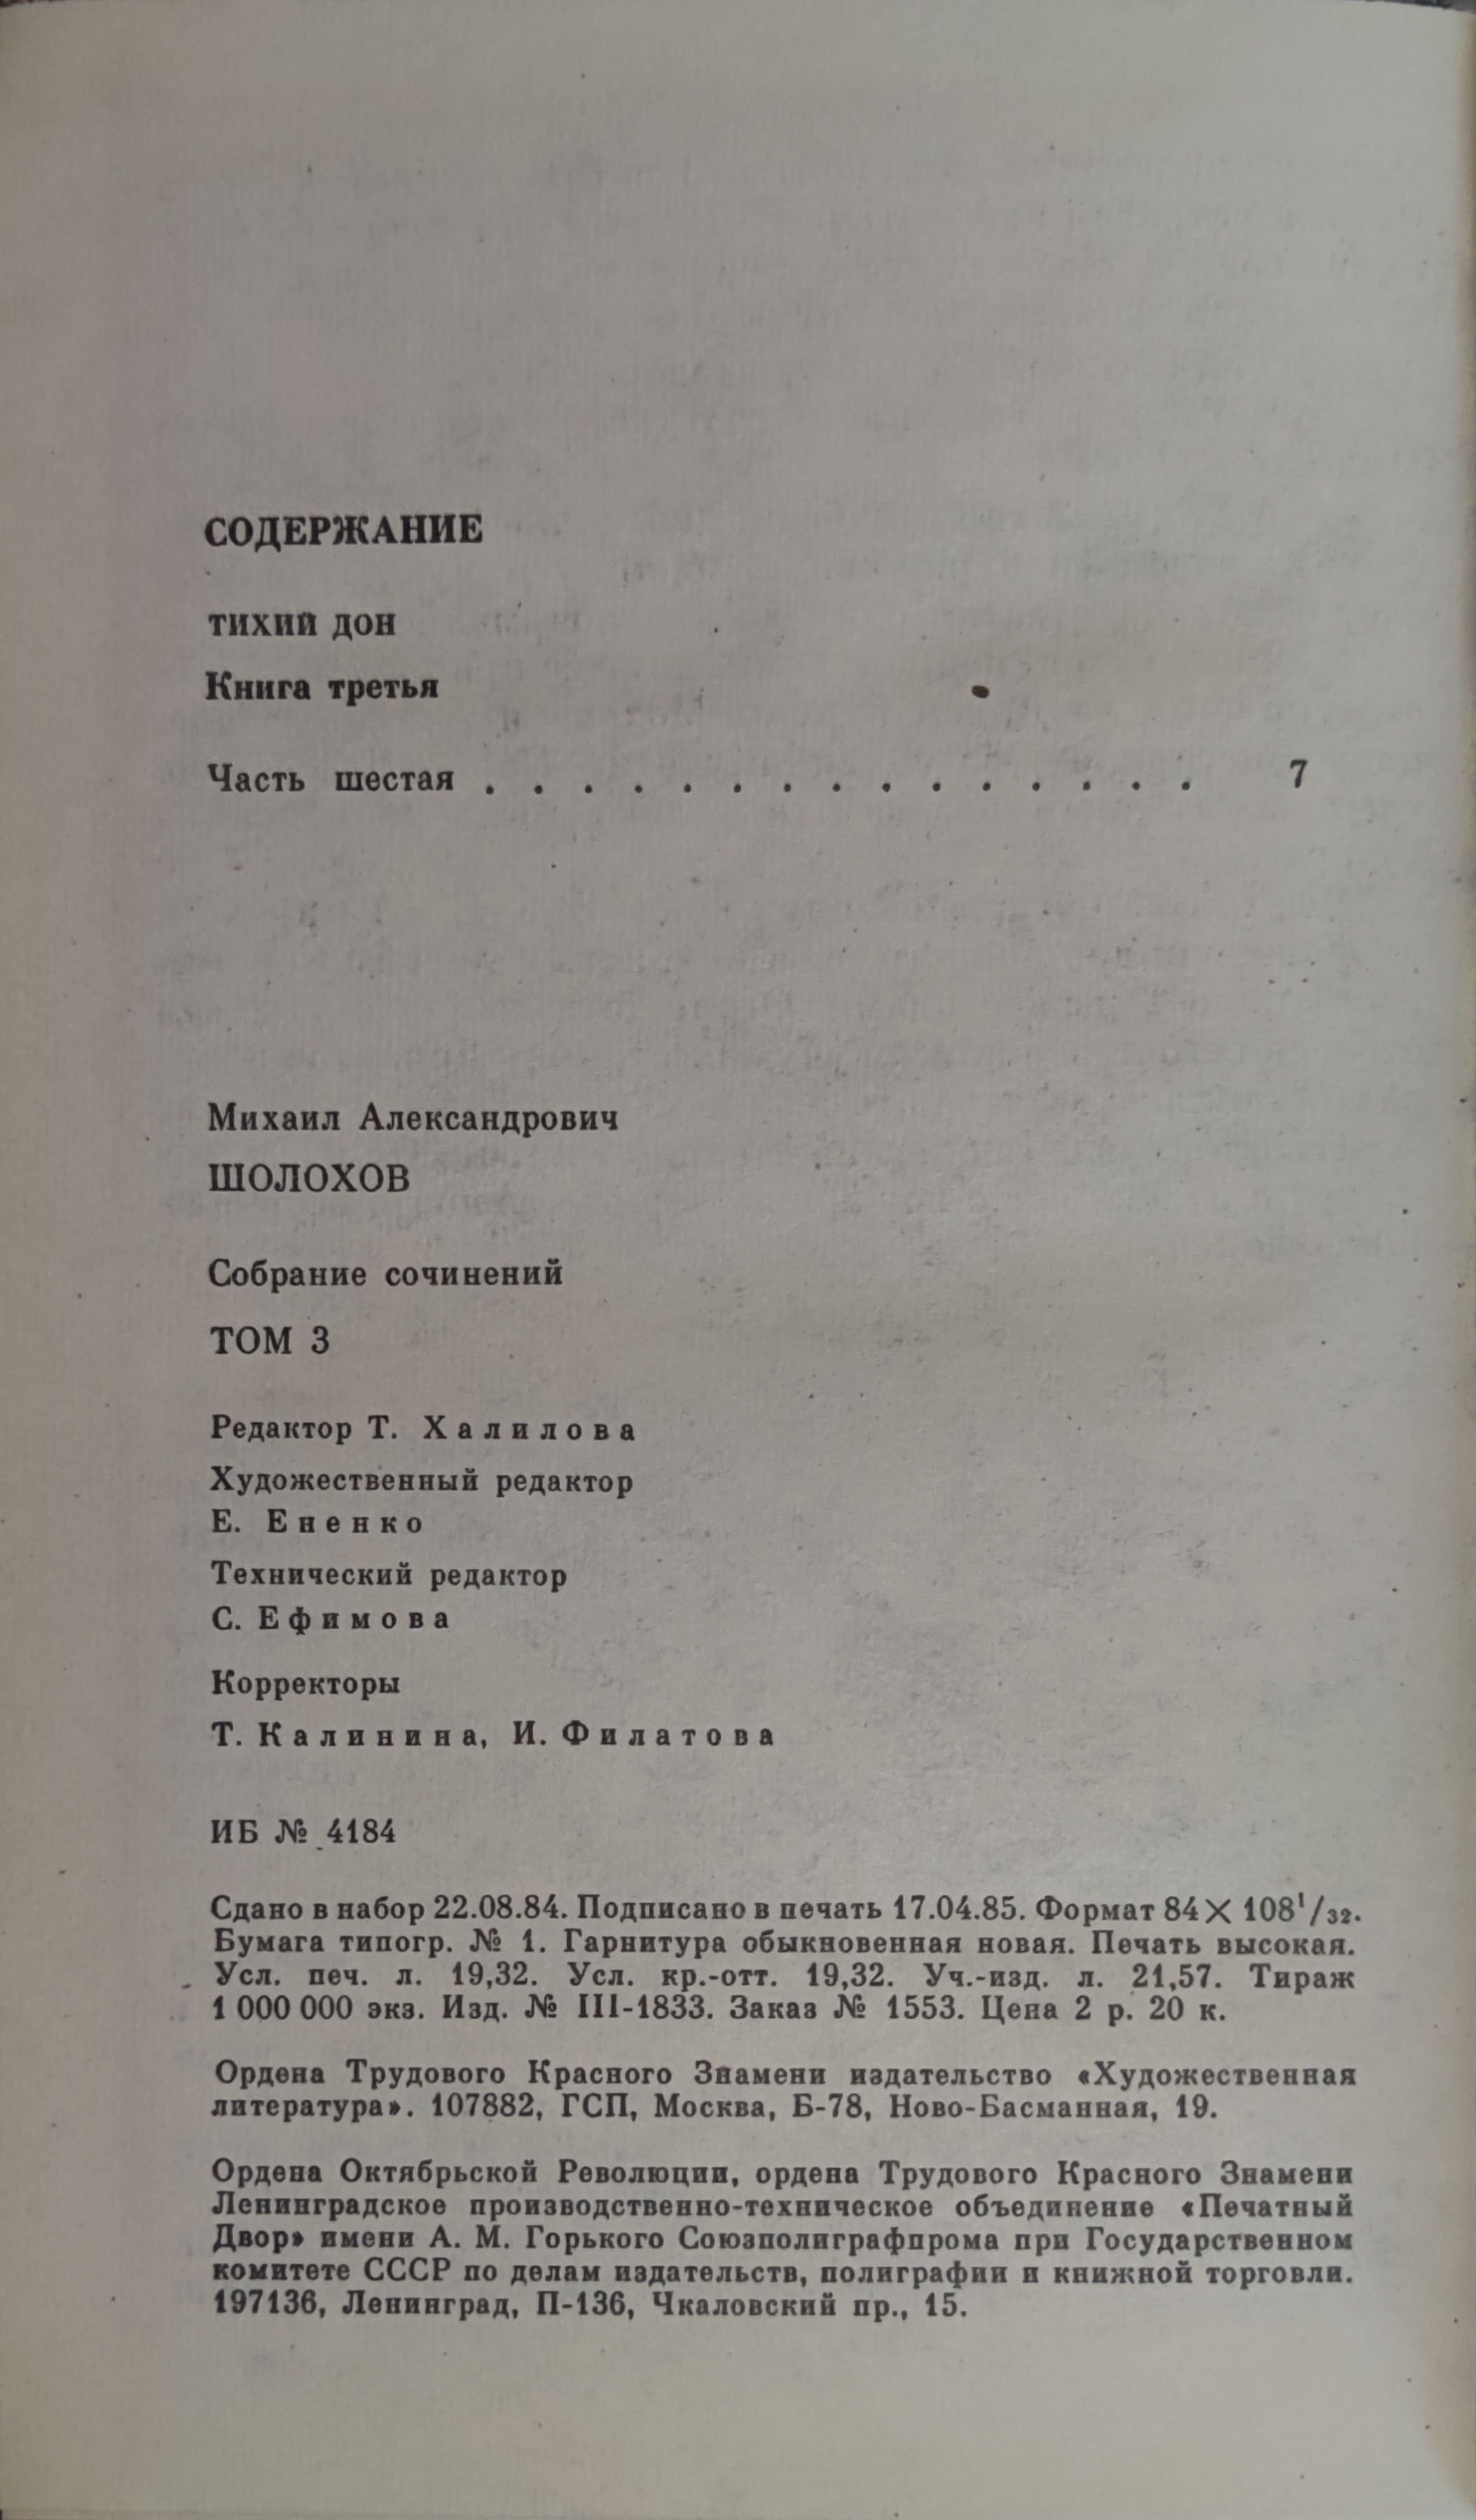 СОДЕРЖАНИЕ
ТИХИЙ ДОН
Книга третья
Часть шестая . . . . . . . . . . . . . . . 7
Михаил Александрович
ШОЛОХОВ
Собрание сочинений
ТОМ 3
Редактор Т. Халилова
Художественный редактор
Е. Ененко
Технический редактор
С. Ефимова
Корректоры
Т. Калинина, И. Филатова
ИБ № 4184
Сдано в набор 22.08.84. Подписано в печать 17.04.85. Формат 84×108¹/₃₂.
Бумага типогр. № 1. Гарнитура обыкновенная новая. Печать высокая.
Усл. печ. л. 19,32. Усл. кр.-отт. 19,32. Уч.-изд. л. 21,57. Тираж
1 000 000 экз. Изд. № III-1833. Заказ № 1553. Цена 2 р. 20 к.
Ордена Трудового Красного Знамени издательство «Художественная
литература». 107882, ГСП, Москва, Б-78, Ново-Басманная, 19.
Ордена Октябрьской Революции, ордена Трудового Красного Знамени
Ленинградское производственно-техническое объединение «Печатный
Двор» имени А. М. Горького Союзполиграфпрома при Государственном
комитете СССР по делам издательств, полиграфии и книжной торговли.
197136, Ленинград, П-136, Чкаловский пр., 15.